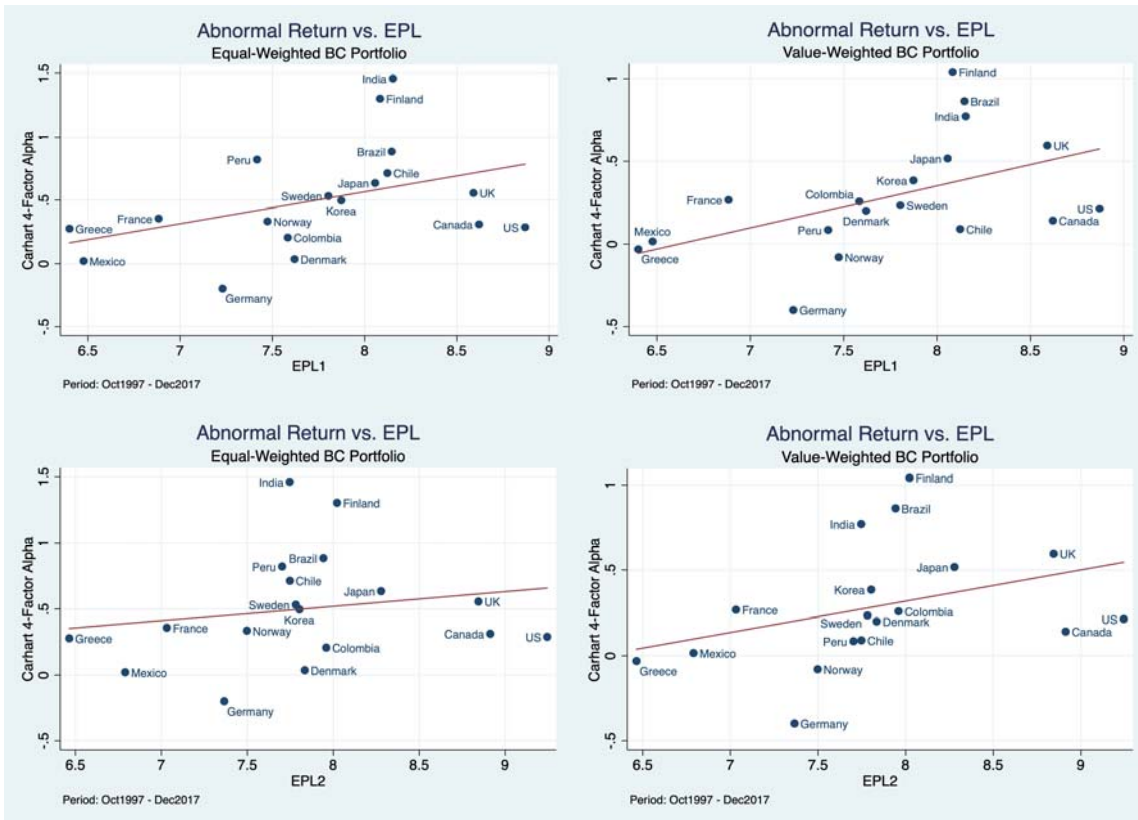 Abnormal Return vs. EPL
Equal-Weighted BC Portfolio
Carhart 4-Factor Alpha
1.5
1
.5
0
-.5
India
Finland
Brazil
Peru
Chile
Japan
Sweden
UK
Korea
France
Norway
Canada
US
Greece
Colombia
Denmark
Mexico
Germany
6.5 7 7.5 8 8.5 9
EPL1
Period: Oct1997 - Dec2017
Abnormal Return vs. EPL
Value-Weighted BC Portfolio
Carhart 4-Factor Alpha
1
.5
0
-.5
Finland
Brazil
India
UK
Japan
Korea
France
Colombia
Sweden
US
Denmark
Canada
Peru
Chile
Mexico
Greece
Norway
Germany
6.5 7 7.5 8 8.5 9
EPL1
Period: Oct1997 - Dec2017
Abnormal Return vs. EPL
Equal-Weighted BC Portfolio
Carhart 4-Factor Alpha
1.5
1
.5
0
-.5
India
Finland
Brazil
Peru
Chile
Japan
Sweden
UK
Korea
France
Norway
Canada
US
Greece
Colombia
Denmark
Mexico
Germany
6.5 7 7.5 8 8.5 9
EPL2
Period: Oct1997 - Dec2017
Abnormal Return vs. EPL
Value-Weighted BC Portfolio
Carhart 4-Factor Alpha
1
.5
0
-.5
Finland
Brazil
India
UK
Japan
Korea
France
Colombia
Sweden
Denmark
US
Canada
Peru
Chile
Mexico
Greece
Norway
Germany
6.5 7 7.5 8 8.5 9
EPL2
Period: Oct1997 - Dec2017